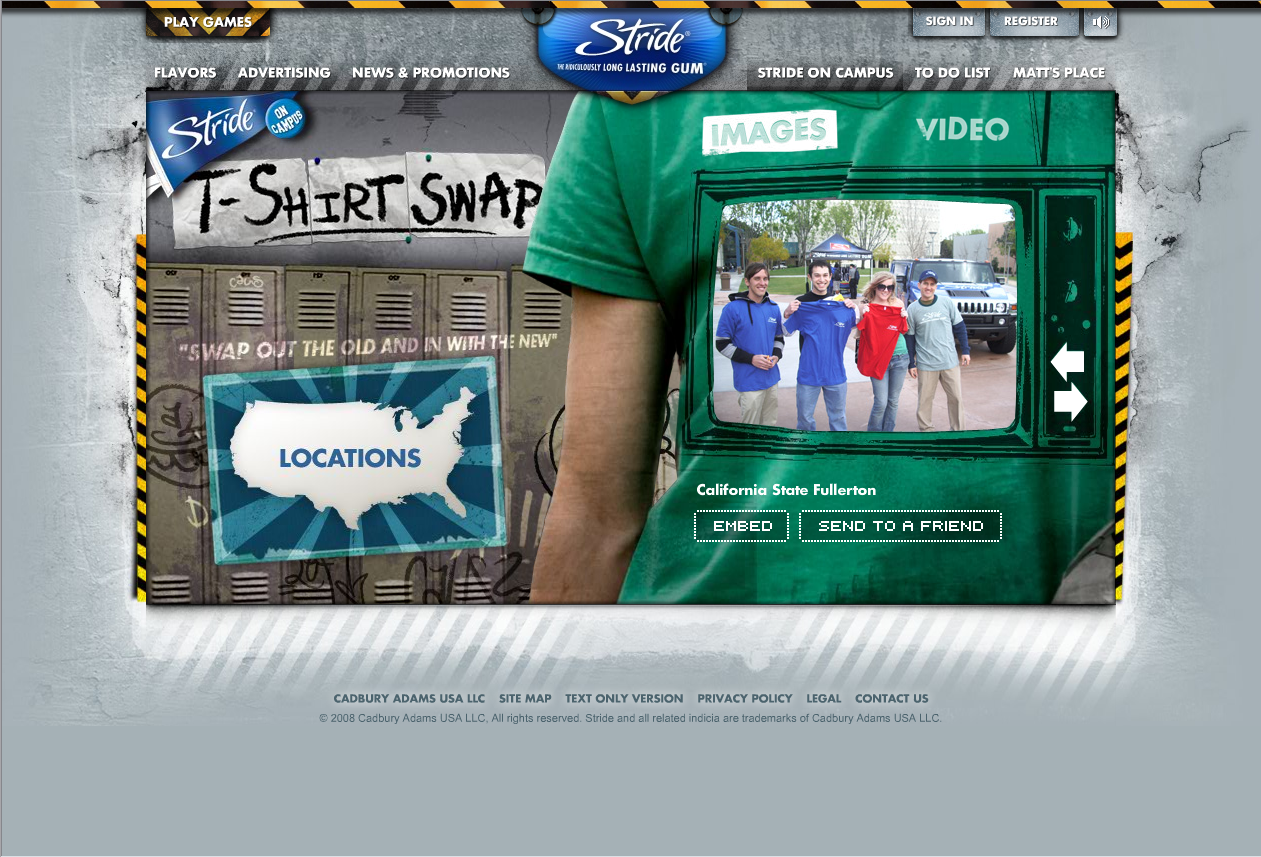 PLAY GAMES
Stride®
THE RIDICULOUSLY LONG LASTING GUM®
SIGN IN
REGISTER
FLAVORS
ADVERTISING
NEWS & PROMOTIONS
STRIDE ON CAMPUS
TO DO LIST
MATT'S PLACE
Stride
ON CAMPUS
T-SHIRT SWAP
IMAGES
VIDEO
"SWAP OUT THE OLD AND IN WITH THE NEW"
LOCATIONS
California State Fullerton
EMBED
SEND TO A FRIEND
CADBURY ADAMS USA LLC
SITE MAP
TEXT ONLY VERSION
PRIVACY POLICY
LEGAL
CONTACT US
© 2008 Cadbury Adams USA LLC, All rights reserved. Stride and all related indicia are trademarks of Cadbury Adams USA LLC.